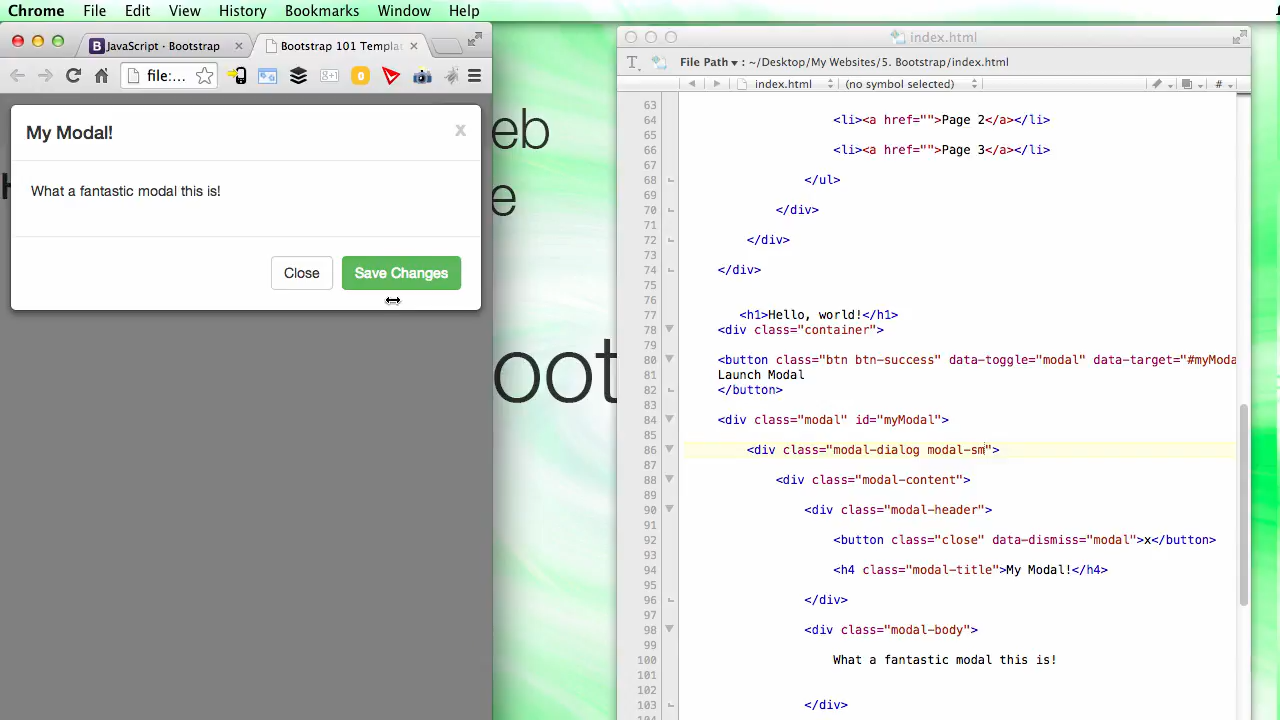 Chrome File Edit View History Bookmarks Window Help
JavaScript · Bootstrap
Bootstrap 101 Templat
file:...
My Modal!
x
What a fantastic modal this is!
Close
Save Changes
eb
e
oot
index.html
File Path ▾ : ~/Desktop/My Websites/5. Bootstrap/index.html
index.html
(no symbol selected)
#
63
64 <li><a href="">Page 2</a></li>
65
66 <li><a href="">Page 3</a></li>
67
68 </ul>
69
70 </div>
71
72 </div>
73
74 </div>
75
76
77 <h1>Hello, world!</h1>
78 <div class="container">
79
80 <button class="btn btn-success" data-toggle="modal" data-target="#myModa
81 Launch Modal
82 </button>
83
84 <div class="modal" id="myModal">
85
86 <div class="modal-dialog modal-sm">
87
88 <div class="modal-content">
89
90 <div class="modal-header">
91
92 <button class="close" data-dismiss="modal">x</button>
93
94 <h4 class="modal-title">My Modal!</h4>
95
96 </div>
97
98 <div class="modal-body">
99
100 What a fantastic modal this is!
101
102
103 </div>